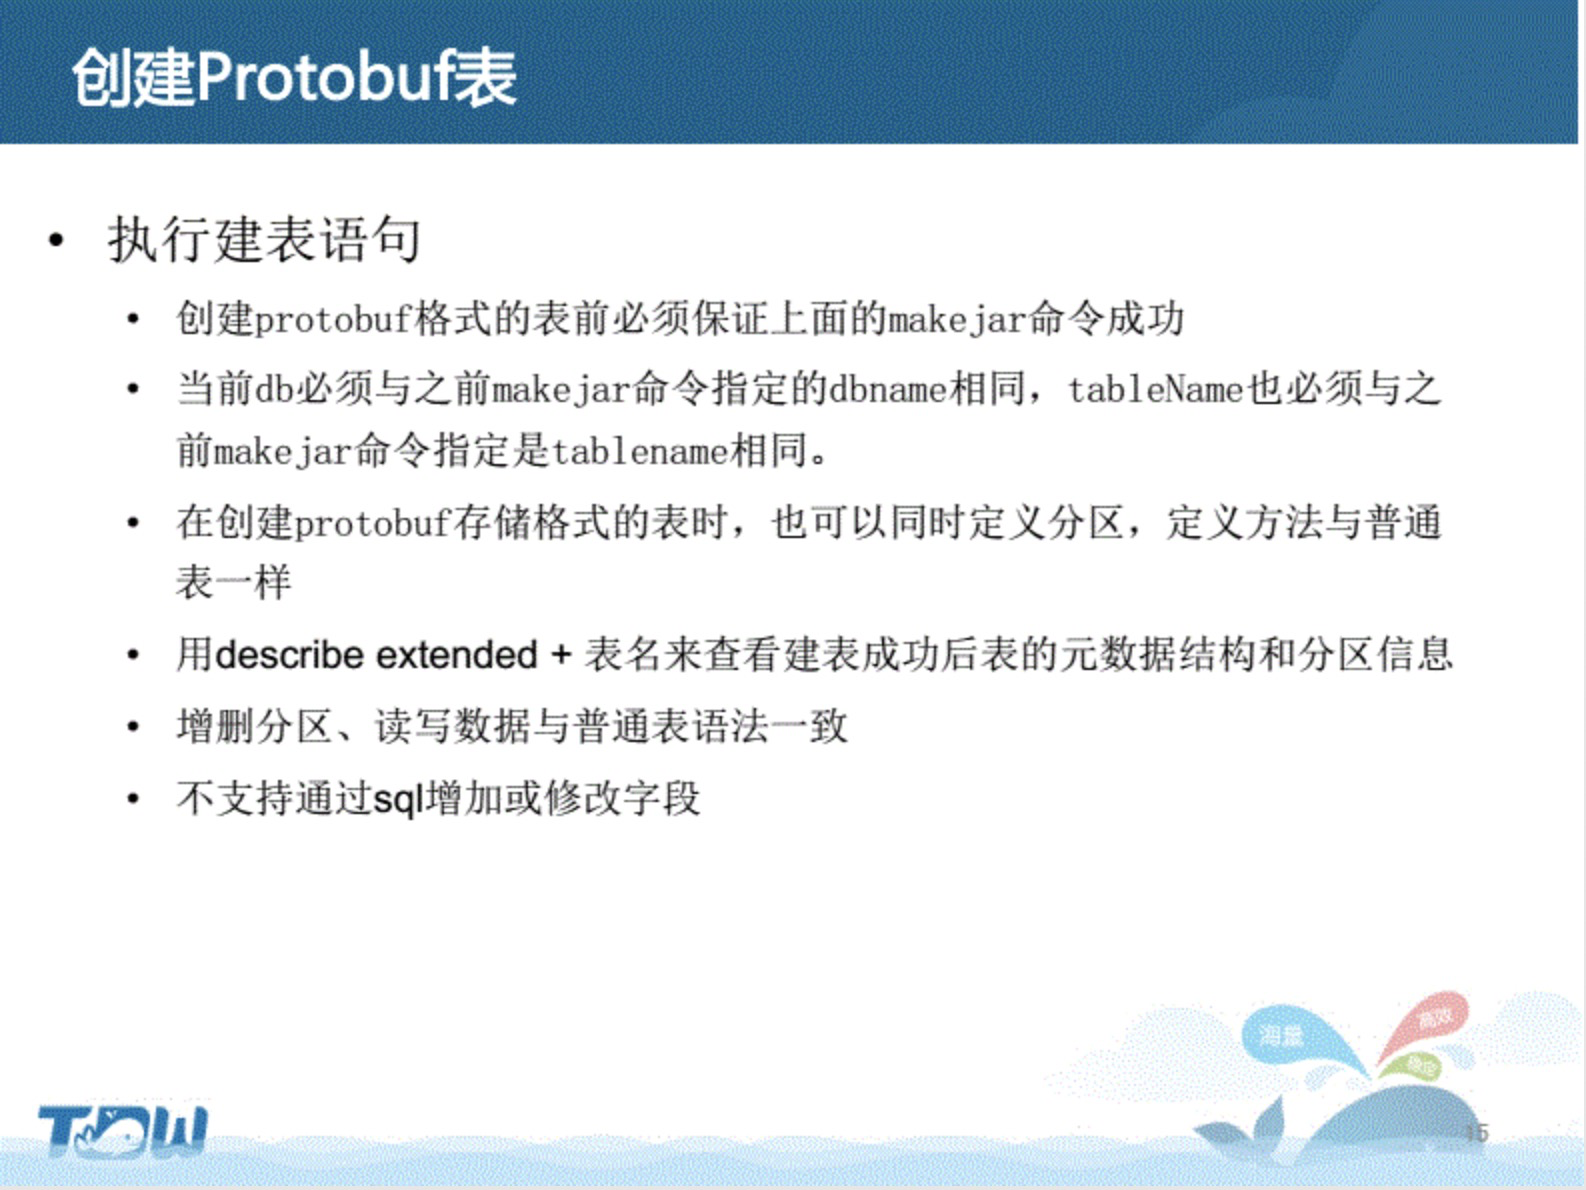 创建Protobuf表
• 执行建表语句
• 创建protobuf格式的表前必须保证上面的makejar命令成功
• 当前db必须与之前makejar命令指定的dbname相同，tableName也必须与之
前makejar命令指定是tablename相同。
• 在创建protobuf存储格式的表时，也可以同时定义分区，定义方法与普通
表一样
• 用describe extended + 表名来查看建表成功后表的元数据结构和分区信息
• 增删分区、读写数据与普通表语法一致
• 不支持通过sql增加或修改字段
海量
高效
稳定
TDW
15